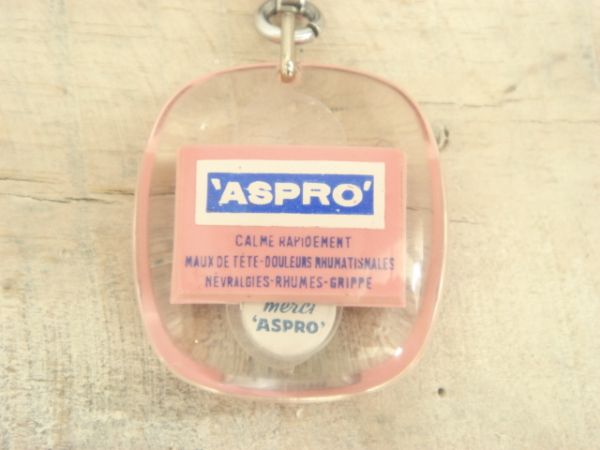 'ASPRO'
CALME RAPIDEMENT
MAUX DE TÊTE-DOULEURS RHUMATISMALES
NÉVRALGIES-RHUMES-GRIPPE
merci
'ASPRO'